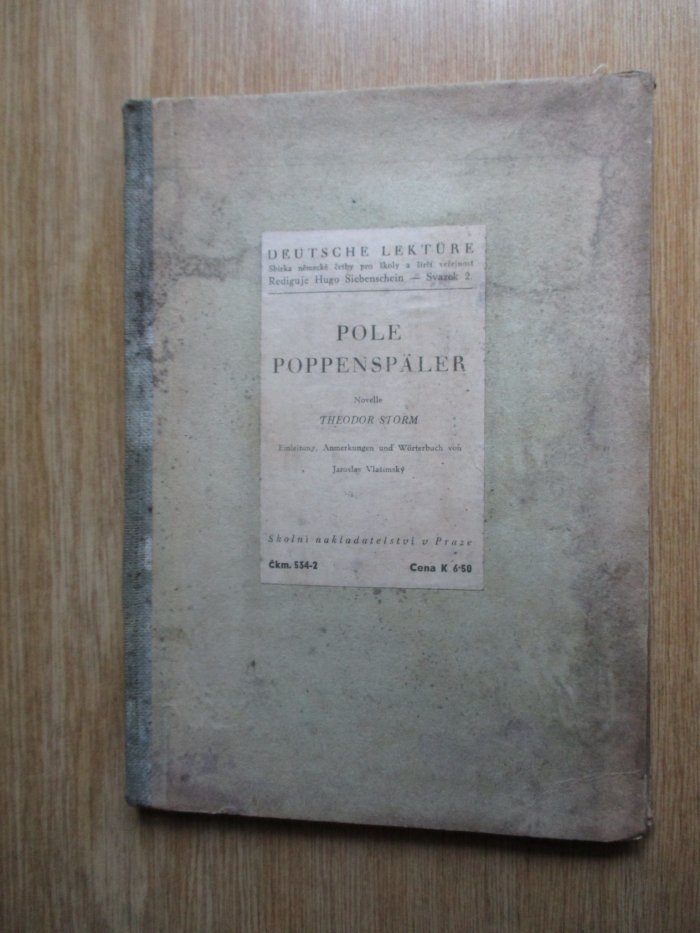 DEUTSCHE LEKTÜRE
Sbírka německé četby pro školy a širší veřejnost
Rediguje Hugo Siebenschein — Svazek 2.
POLE
POPPENSPÄLER
Novelle
THEODOR STORM
Einleitung, Anmerkungen und Wörterbuch von
Jaroslav Vlašimský
Školní nakladatelství v Praze
Čkm. 534-2 Cena K 6·50